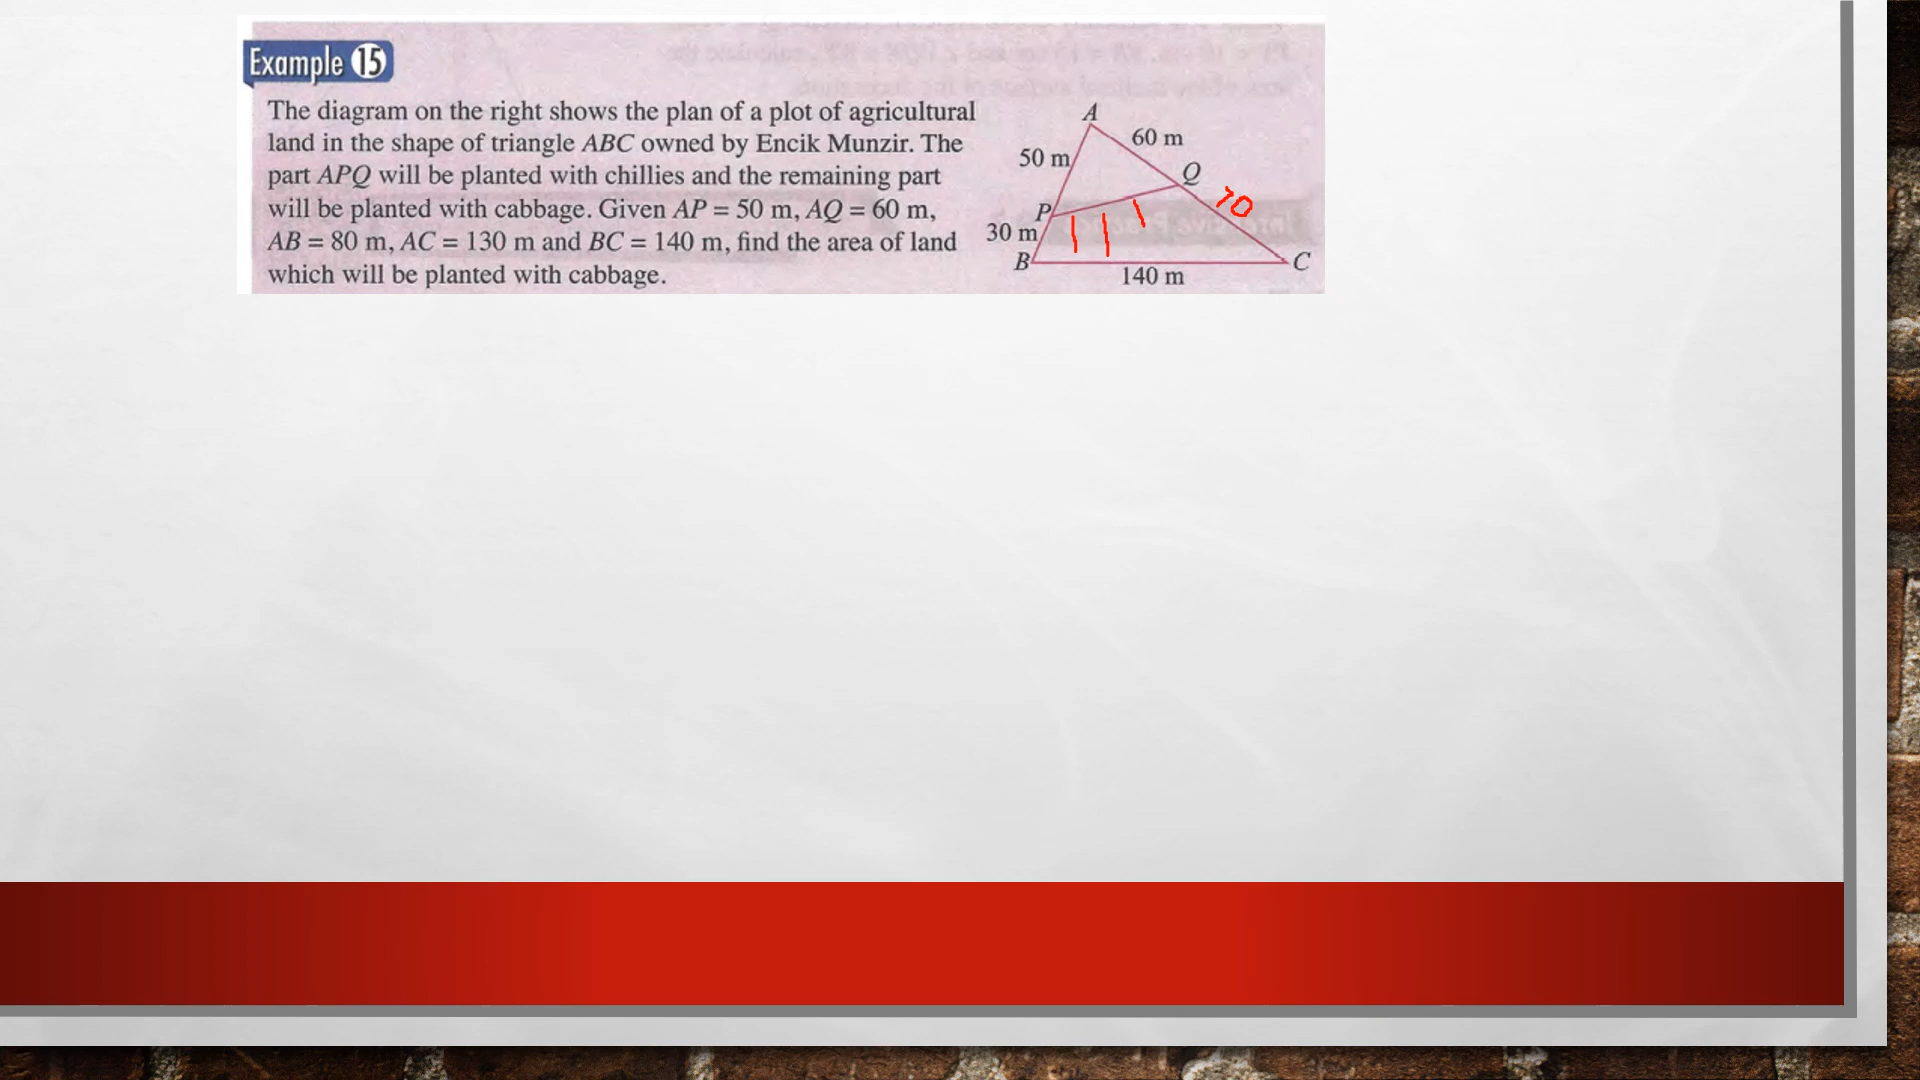 Example 15
The diagram on the right shows the plan of a plot of agricultural
land in the shape of triangle ABC owned by Encik Munzir. The
part APQ will be planted with chillies and the remaining part
will be planted with cabbage. Given AP = 50 m, AQ = 60 m,
AB = 80 m, AC = 130 m and BC = 140 m, find the area of land
which will be planted with cabbage.
A
60 m
50 m
Q
70
P
30 m
B
C
140 m